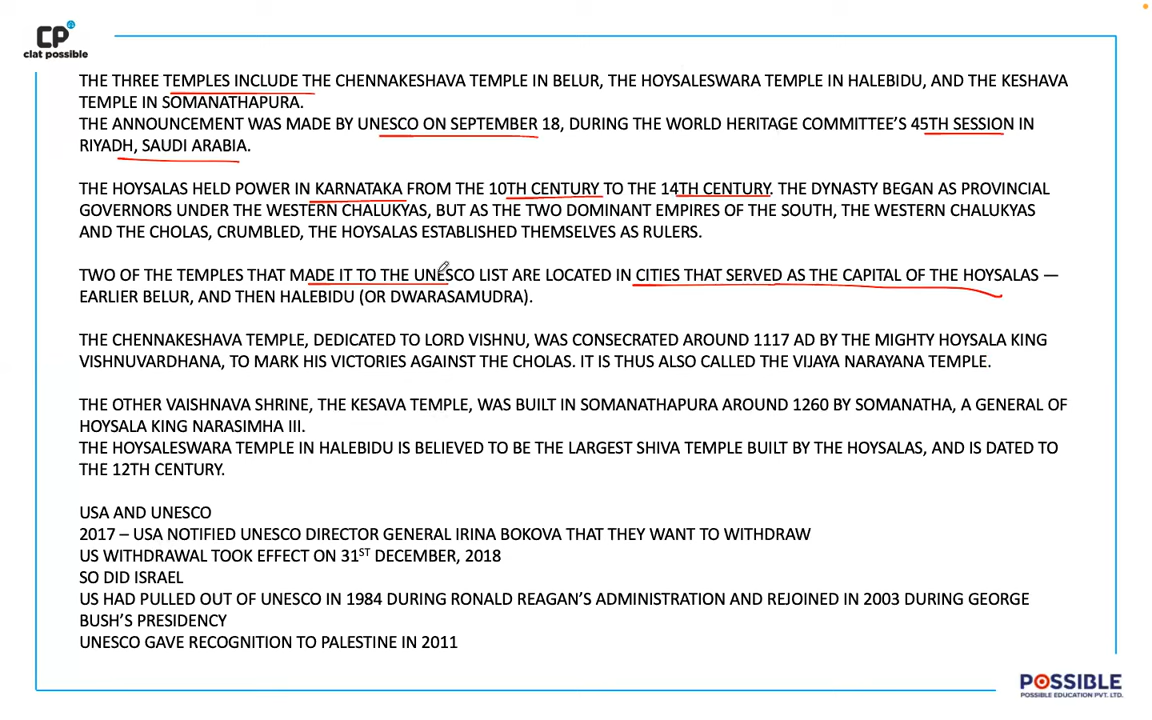 CP
clat possible
THE THREE TEMPLES INCLUDE THE CHENNAKESHAVA TEMPLE IN BELUR, THE HOYSALESWARA TEMPLE IN HALEBIDU, AND THE KESHAVA
TEMPLE IN SOMANATHAPURA.
THE ANNOUNCEMENT WAS MADE BY UNESCO ON SEPTEMBER 18, DURING THE WORLD HERITAGE COMMITTEE'S 45TH SESSION IN
RIYADH, SAUDI ARABIA.
THE HOYSALAS HELD POWER IN KARNATAKA FROM THE 10TH CENTURY TO THE 14TH CENTURY. THE DYNASTY BEGAN AS PROVINCIAL
GOVERNORS UNDER THE WESTERN CHALUKYAS, BUT AS THE TWO DOMINANT EMPIRES OF THE SOUTH, THE WESTERN CHALUKYAS
AND THE CHOLAS, CRUMBLED, THE HOYSALAS ESTABLISHED THEMSELVES AS RULERS.
TWO OF THE TEMPLES THAT MADE IT TO THE UNESCO LIST ARE LOCATED IN CITIES THAT SERVED AS THE CAPITAL OF THE HOYSALAS —
EARLIER BELUR, AND THEN HALEBIDU (OR DWARASAMUDRA).
THE CHENNAKESHAVA TEMPLE, DEDICATED TO LORD VISHNU, WAS CONSECRATED AROUND 1117 AD BY THE MIGHTY HOYSALA KING
VISHNUVARDHANA, TO MARK HIS VICTORIES AGAINST THE CHOLAS. IT IS THUS ALSO CALLED THE VIJAYA NARAYANA TEMPLE.
THE OTHER VAISHNAVA SHRINE, THE KESAVA TEMPLE, WAS BUILT IN SOMANATHAPURA AROUND 1260 BY SOMANATHA, A GENERAL OF
HOYSALA KING NARASIMHA III.
THE HOYSALESWARA TEMPLE IN HALEBIDU IS BELIEVED TO BE THE LARGEST SHIVA TEMPLE BUILT BY THE HOYSALAS, AND IS DATED TO
THE 12TH CENTURY.
USA AND UNESCO
2017 – USA NOTIFIED UNESCO DIRECTOR GENERAL IRINA BOKOVA THAT THEY WANT TO WITHDRAW
US WITHDRAWAL TOOK EFFECT ON 31ST DECEMBER, 2018
SO DID ISRAEL
US HAD PULLED OUT OF UNESCO IN 1984 DURING RONALD REAGAN'S ADMINISTRATION AND REJOINED IN 2003 DURING GEORGE
BUSH'S PRESIDENCY
UNESCO GAVE RECOGNITION TO PALESTINE IN 2011
POSSIBLE
POSSIBLE EDUCATION PVT. LTD.